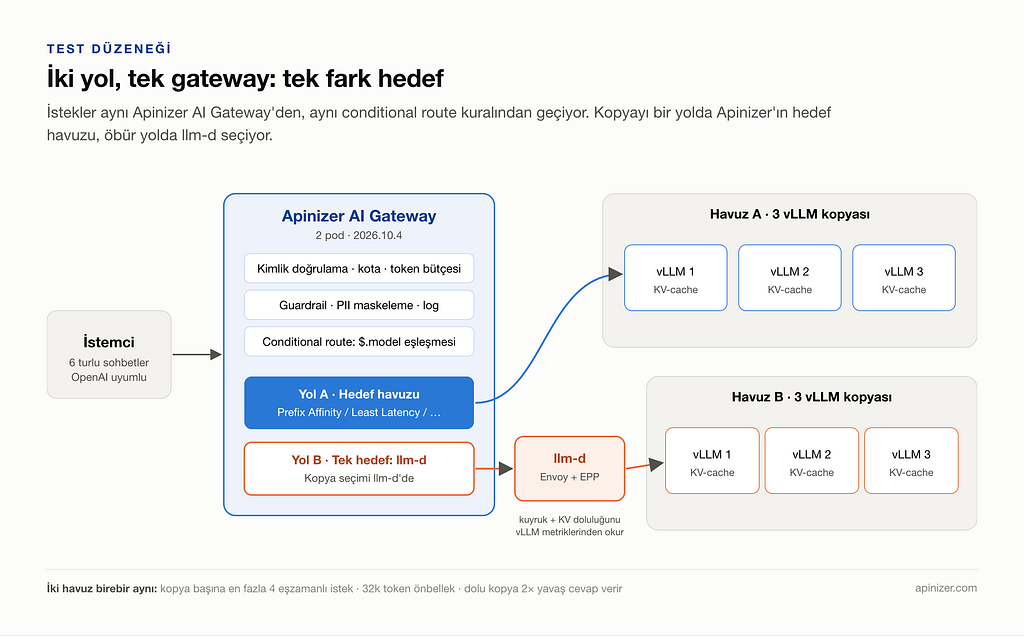 TEST DÜZENEĞİ
İki yol, tek gateway: tek fark hedef
İstekler aynı Apinizer AI Gateway'den, aynı conditional route kuralından geçiyor. Kopyayı bir yolda Apinizer'ın hedef
havuzu, öbür yolda llm-d seçiyor.
İstemci
6 turlu sohbetler
OpenAI uyumlu
Apinizer AI Gateway
2 pod · 2026.10.4
Kimlik doğrulama · kota · token bütçesi
Guardrail · PII maskeleme · log
Conditional route: $.model eşleşmesi
Yol A · Hedef havuzu
Prefix Affinity / Least Latency / …
Yol B · Tek hedef: llm-d
Kopya seçimi llm-d'de
llm-d
Envoy + EPP
kuyruk + KV doluluğunu
vLLM metriklerinden okur
Havuz A · 3 vLLM kopyası
vLLM 1
KV-cache
vLLM 2
KV-cache
vLLM 3
KV-cache
Havuz B · 3 vLLM kopyası
vLLM 1
KV-cache
vLLM 2
KV-cache
vLLM 3
KV-cache
İki havuz birebir aynı: kopya başına en fazla 4 eşzamanlı istek · 32k token önbellek · dolu kopya 2× yavaş cevap verir
apinizer.com